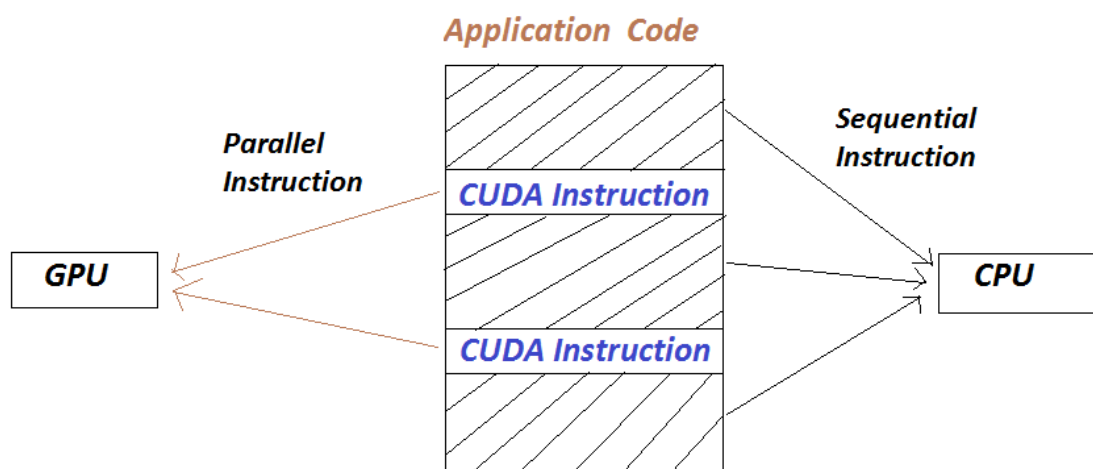 Application Code
Parallel
Instruction
Sequential
Instruction
CUDA Instruction
GPU
CPU
CUDA Instruction